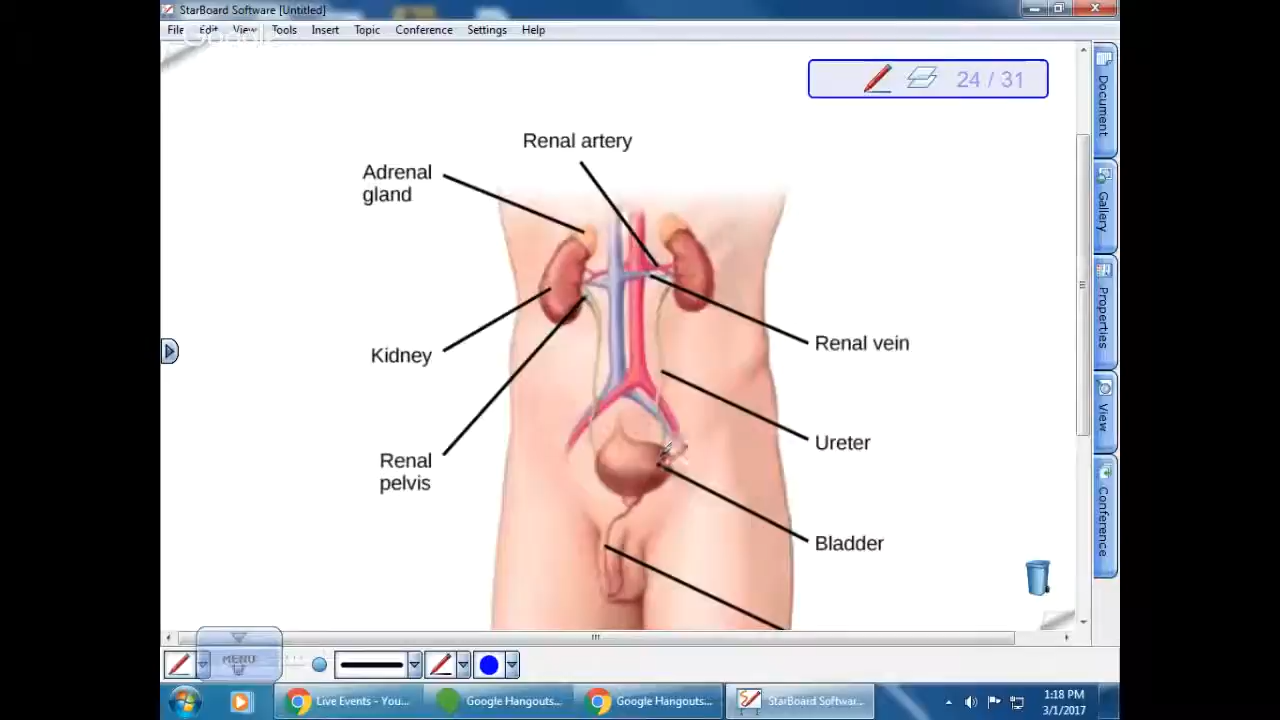 StarBoard Software [Untitled]
File Edit View Tools Insert Topic Conference Settings Help
Google
24 / 31
Document
Gallery
Properties
View
Conference
Renal artery
Adrenal
gland
Kidney
Renal vein
Ureter
Renal
pelvis
Bladder
MENU
Live Events - You...
Google Hangouts...
Google Hangouts...
StarBoard Softwar...
1:18 PM
3/1/2017